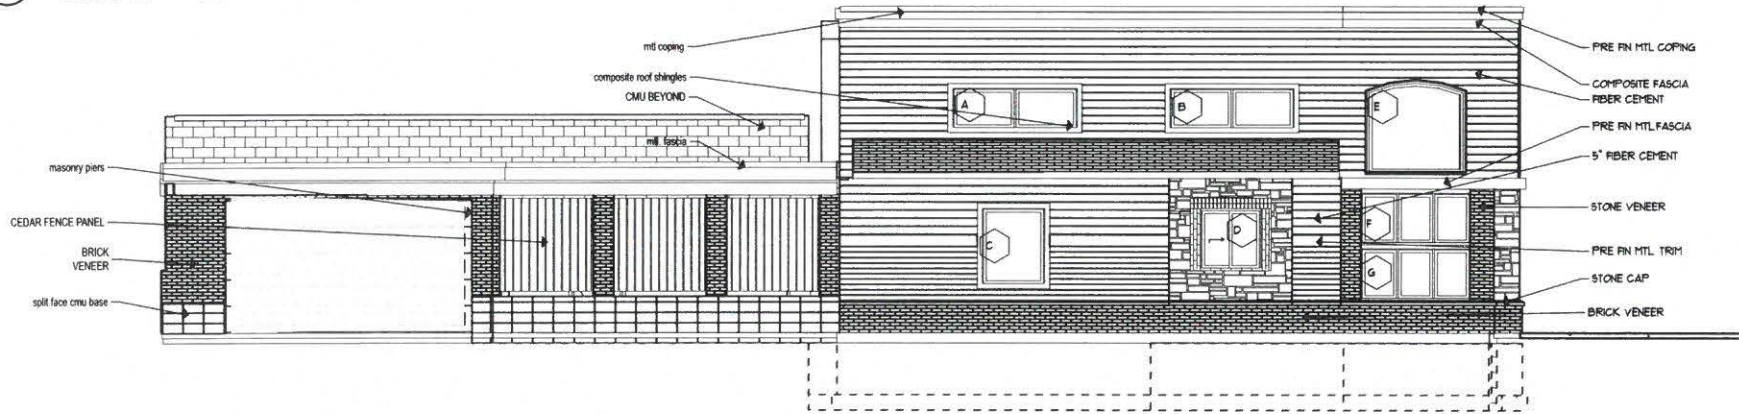 mtl coping
composite roof shingles
CMU BEYOND
mtl. fascia
masonry piers
CEDAR FENCE PANEL
BRICK
VENEER
split face cmu base
A
B
E
C
D
F
G
PRE FIN MTL COPING
COMPOSITE FASCIA
FIBER CEMENT
PRE FIN MTL FASCIA
5" FIBER CEMENT
STONE VENEER
PRE FIN MTL TRIM
STONE CAP
BRICK VENEER